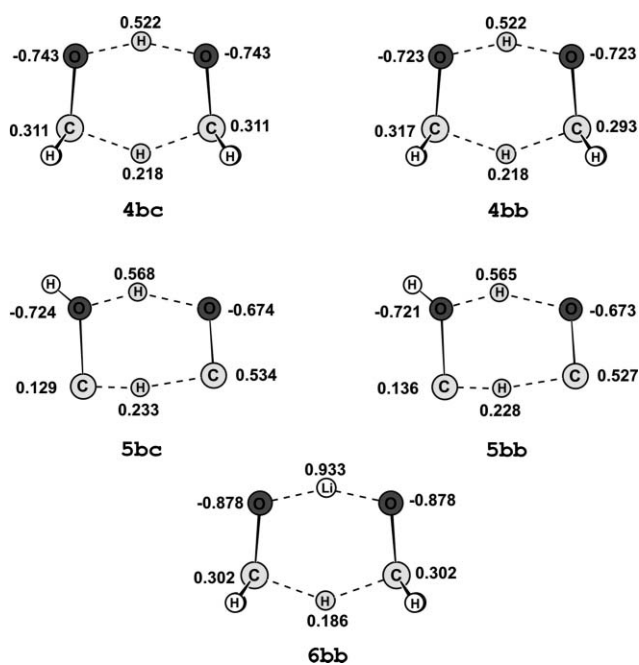 0.522 0.522
H H
-0.743 O O -0.743 -0.723 O O -0.723
0.311 C C 0.311 0.317 C C 0.293
H H H H H H
0.218 0.218
4bc 4bb
H 0.568 H 0.565
H H
-0.724 O O -0.674 -0.721 O O -0.673
0.129 C H C 0.534 0.136 C H C 0.527
0.233 0.228
5bc 5bb
0.933
Li
-0.878 O O -0.878
0.302 C C 0.302
H H H
0.186
6bb